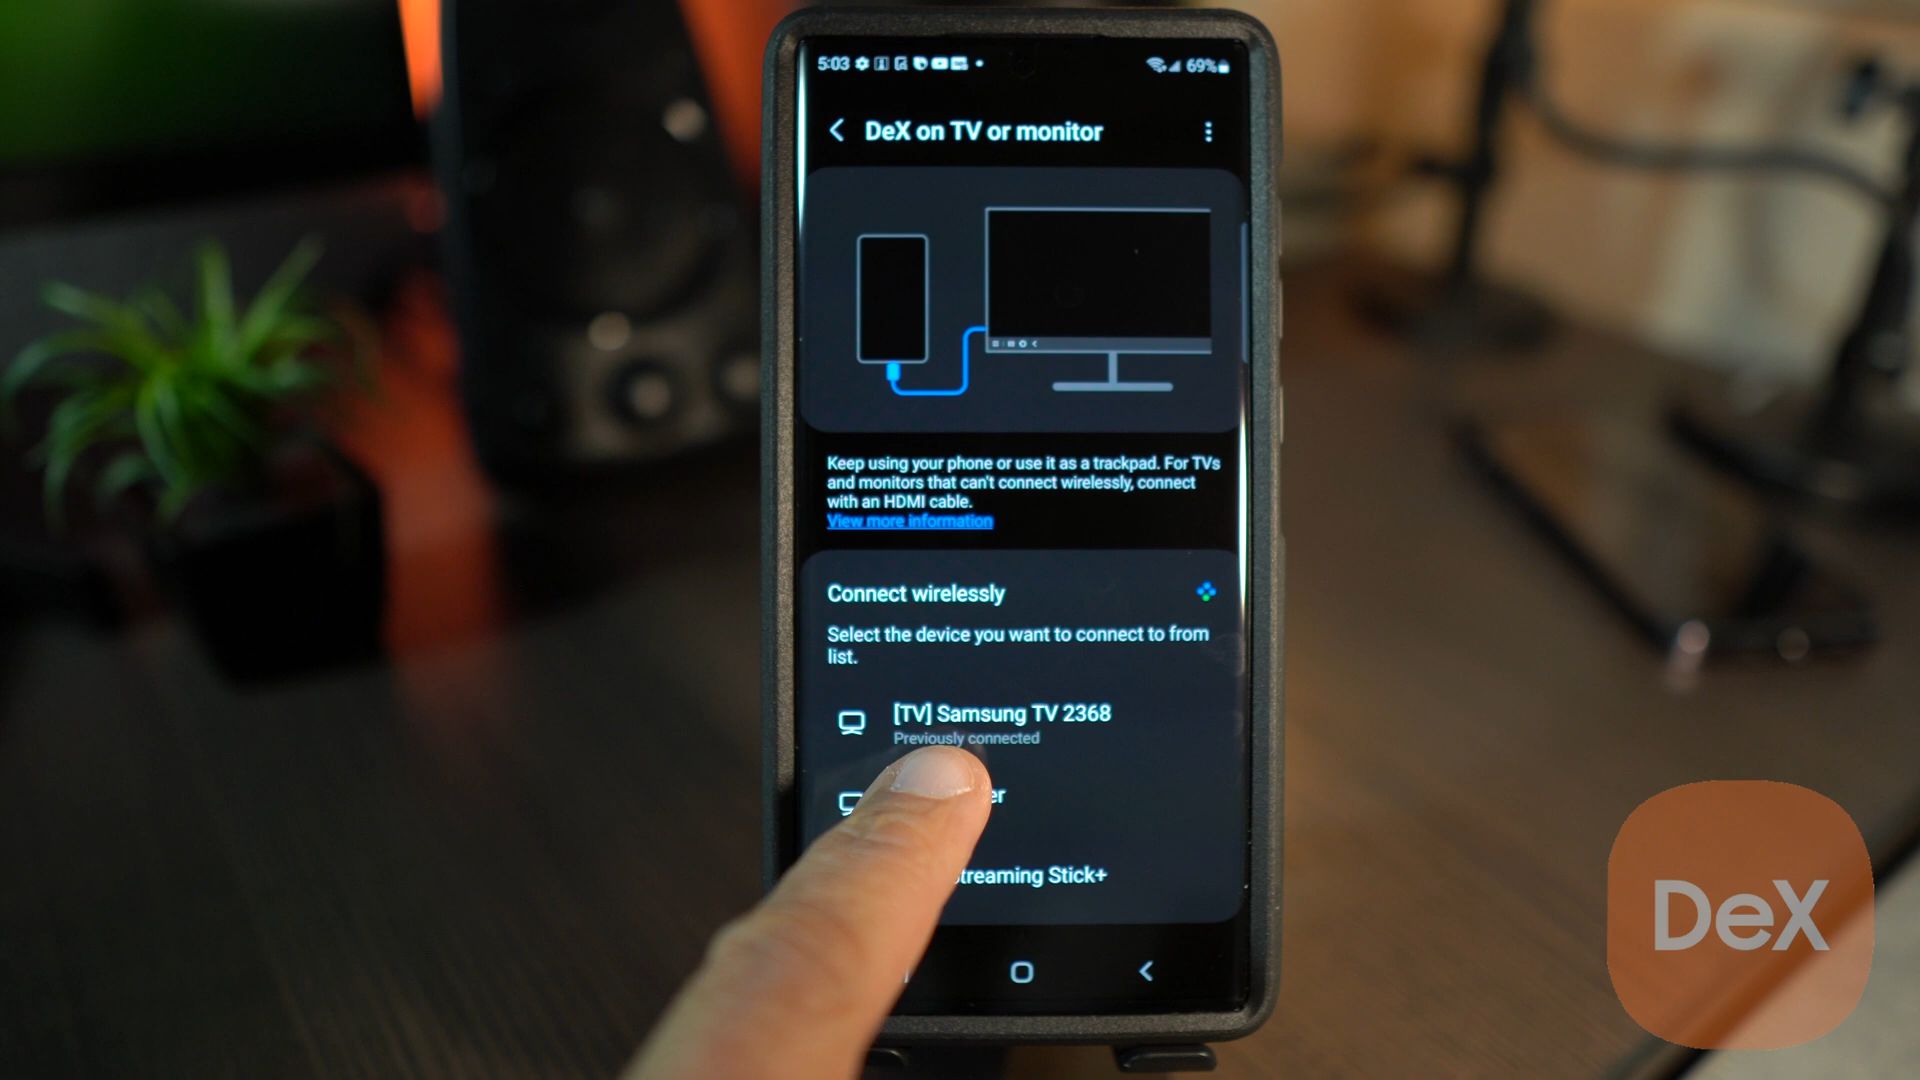 5:03
69%
DeX on TV or monitor
Keep using your phone or use it as a trackpad. For TVs
and monitors that can't connect wirelessly, connect
with an HDMI cable.
View more information
Connect wirelessly
Select the device you want to connect to from
list.
[TV] Samsung TV 2368
Previously connected
Stick+
DeX